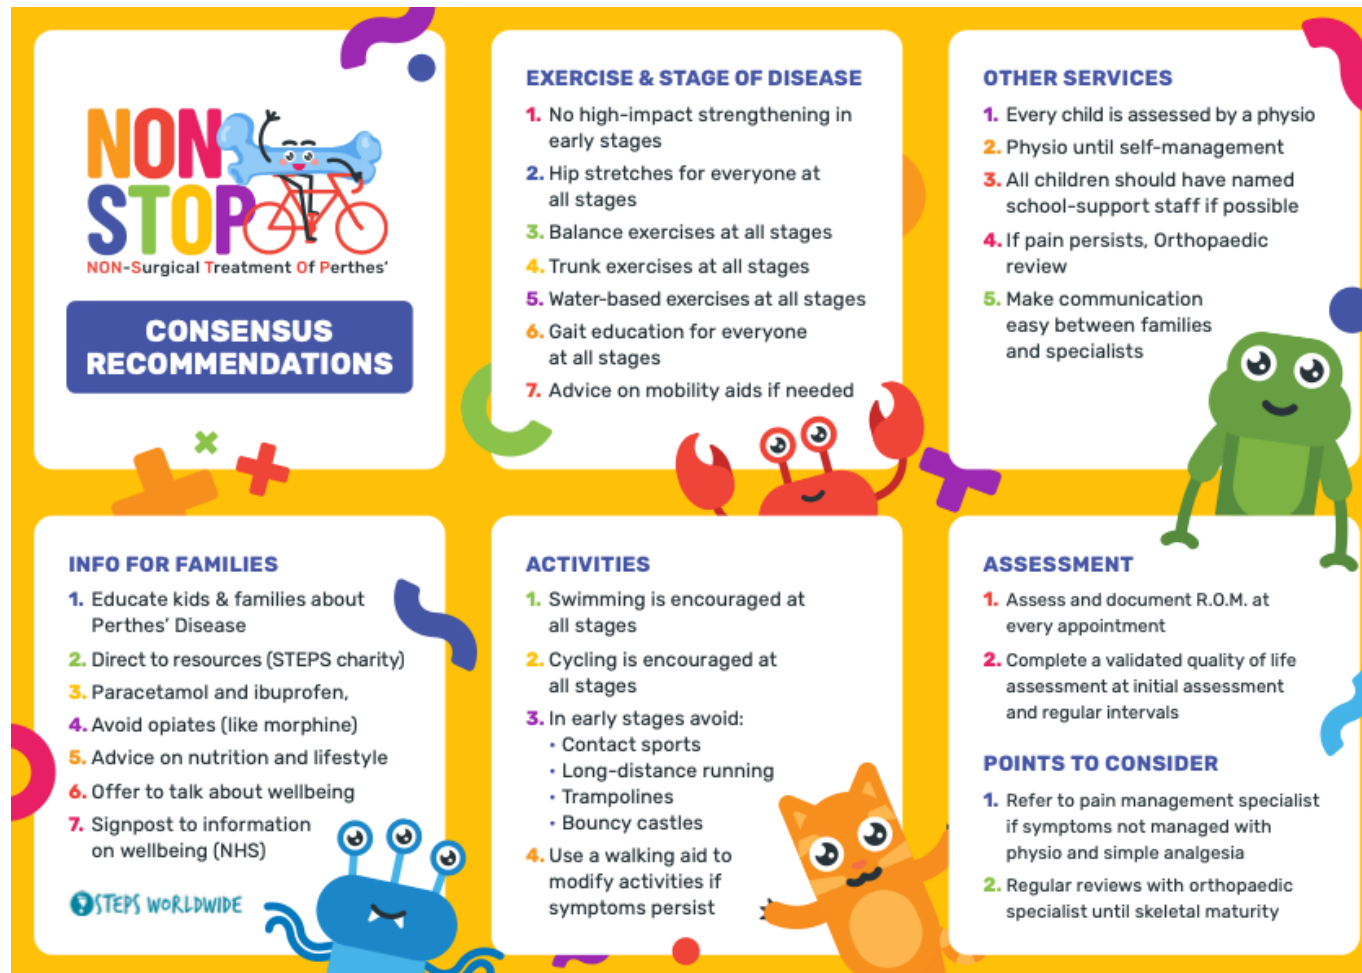 NON
STOP
NON-Surgical Treatment Of Perthes'
CONSENSUS
RECOMMENDATIONS
EXERCISE & STAGE OF DISEASE
1. No high-impact strengthening in
early stages
2. Hip stretches for everyone at
all stages
3. Balance exercises at all stages
4. Trunk exercises at all stages
5. Water-based exercises at all stages
6. Gait education for everyone
at all stages
7. Advice on mobility aids if needed
OTHER SERVICES
1. Every child is assessed by a physio
2. Physio until self-management
3. All children should have named
school-support staff if possible
4. If pain persists, Orthopaedic
review
5. Make communication
easy between families
and specialists
INFO FOR FAMILIES
1. Educate kids & families about
Perthes' Disease
2. Direct to resources (STEPS charity)
3. Paracetamol and ibuprofen,
4. Avoid opiates (like morphine)
5. Advice on nutrition and lifestyle
6. Offer to talk about wellbeing
7. Signpost to information
on wellbeing (NHS)
STEPS WORLDWIDE
ACTIVITIES
1. Swimming is encouraged at
all stages
2. Cycling is encouraged at
all stages
3. In early stages avoid:
• Contact sports
• Long-distance running
• Trampolines
• Bouncy castles
4. Use a walking aid to
modify activities if
symptoms persist
ASSESSMENT
1. Assess and document R.O.M. at
every appointment
2. Complete a validated quality of life
assessment at initial assessment
and regular intervals
POINTS TO CONSIDER
1. Refer to pain management specialist
if symptoms not managed with
physio and simple analgesia
2. Regular reviews with orthopaedic
specialist until skeletal maturity